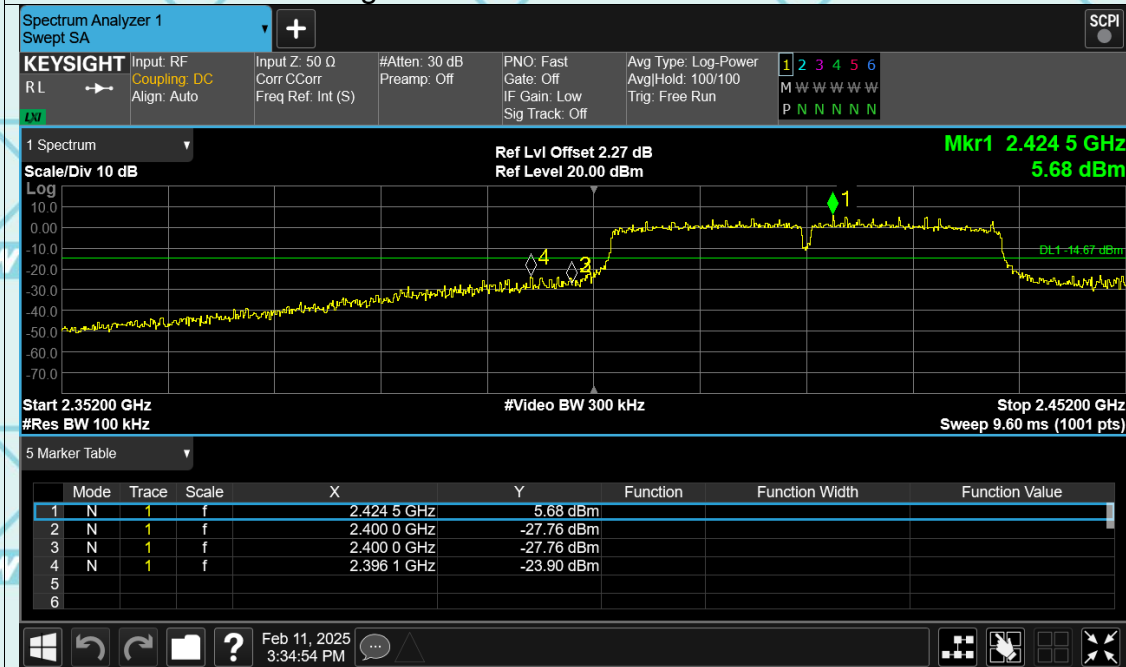 Spectrum Analyzer 1
Swept SA
+
SCPI
KEYSIGHT
R L
LXI
Input: RF
Coupling: DC
Align: Auto
Input Z: 50 Ω
Corr CCorr
Freq Ref: Int (S)
#Atten: 30 dB
Preamp: Off
PNO: Fast
Gate: Off
IF Gain: Low
Sig Track: Off
Avg Type: Log-Power
Avg|Hold: 100/100
Trig: Free Run
1 2 3 4 5 6
M W W W W W
P N N N N N
1 Spectrum
Scale/Div 10 dB
Ref Lvl Offset 2.27 dB
Ref Level 20.00 dBm
Mkr1 2.424 5 GHz
5.68 dBm
Log
10.0
0.00
-10.0
-20.0
-30.0
-40.0
-50.0
-60.0
-70.0
1
4
DL1 -14.67 dBm
Start 2.35200 GHz
#Res BW 100 kHz
#Video BW 300 kHz
Stop 2.45200 GHz
Sweep 9.60 ms (1001 pts)
5 Marker Table
Mode Trace Scale X Y Function Function Width Function Value
1 N 1 f 2.424 5 GHz 5.68 dBm
2 N 1 f 2.400 0 GHz -27.76 dBm
3 N 1 f 2.400 0 GHz -27.76 dBm
4 N 1 f 2.396 1 GHz -23.90 dBm
5
6
?
Feb 11, 2025
3:34:54 PM